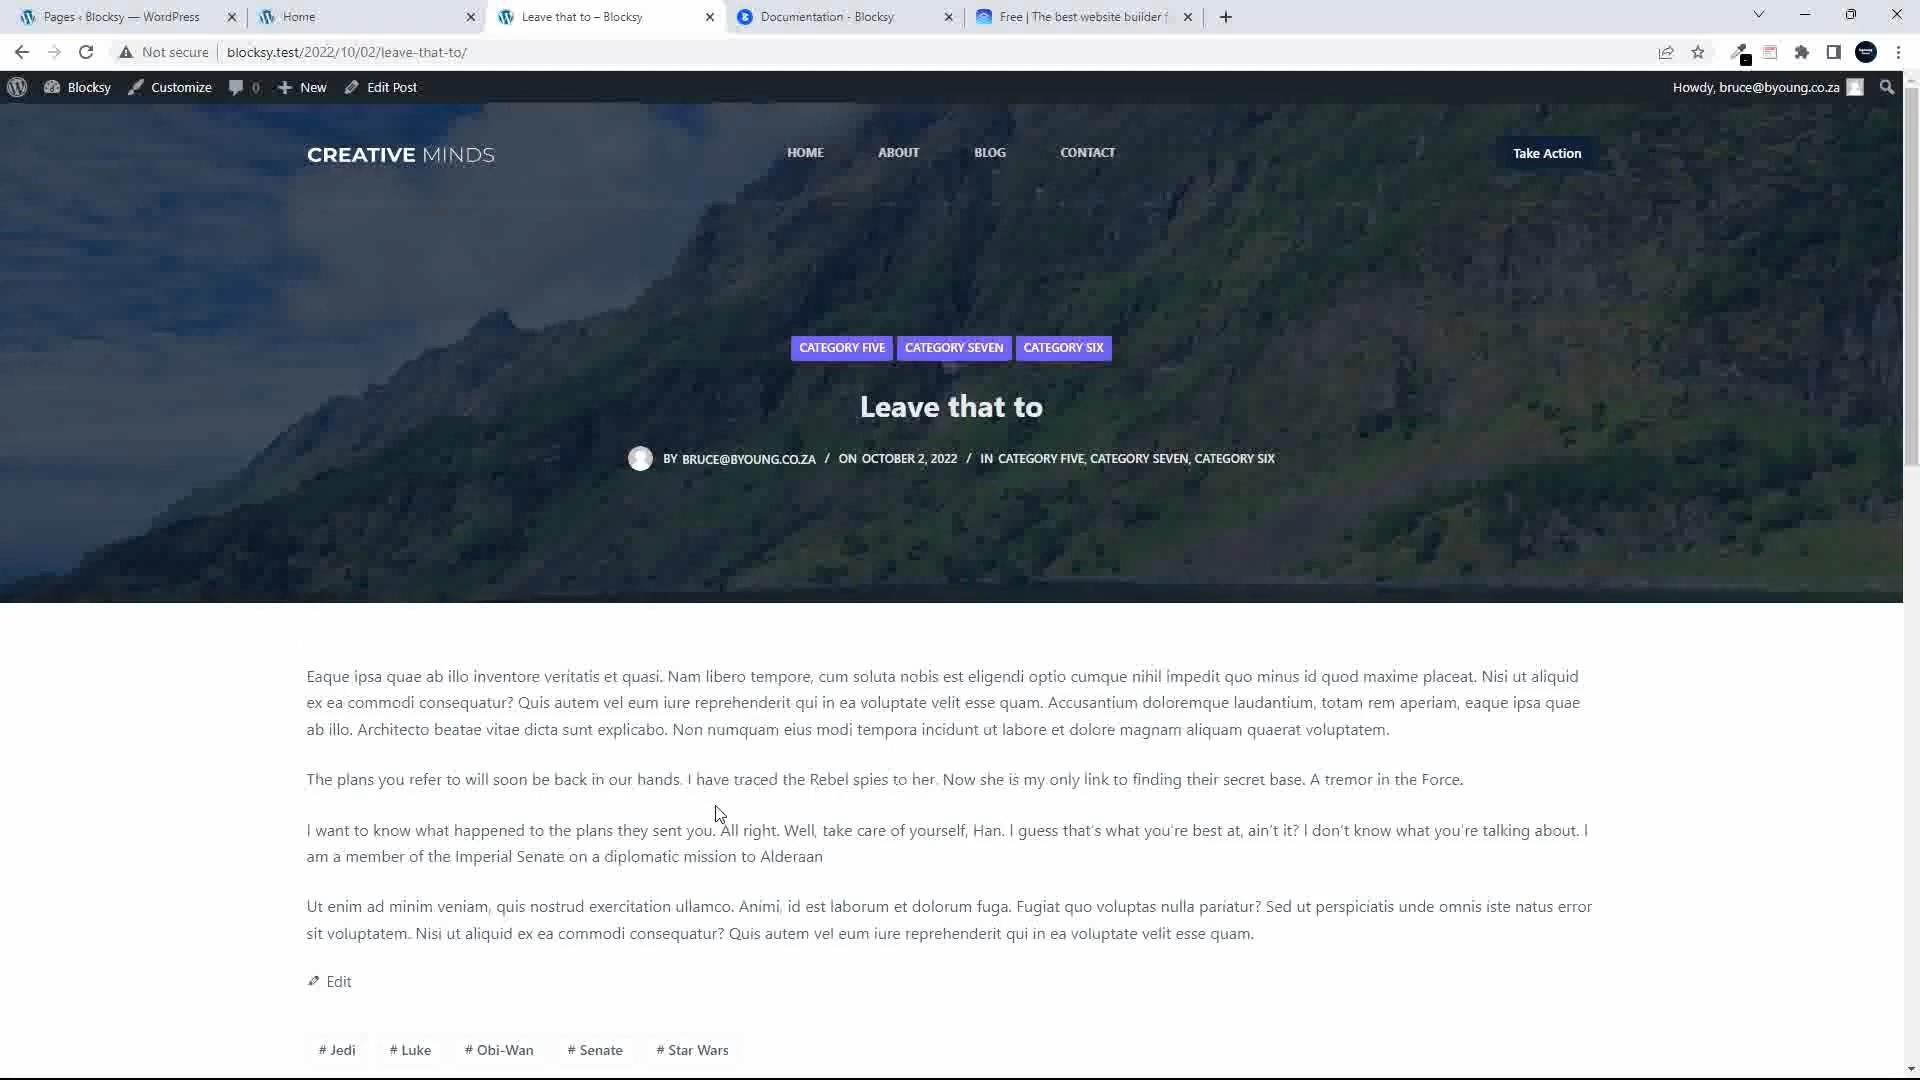 Pages ‹ Blocksy — WordPress
Home
Leave that to – Blocksy
Documentation - Blocksy
Free | The best website builder f
Not secure
blocksy.test/2022/10/02/leave-that-to/
Blocksy
Customize
0
New
Edit Post
Howdy, bruce@byoung.co.za
CREATIVE MINDS
HOME
ABOUT
BLOG
CONTACT
Take Action
CATEGORY FIVE
CATEGORY SEVEN
CATEGORY SIX
Leave that to
BY BRUCE@BYOUNG.CO.ZA / ON OCTOBER 2, 2022 / IN CATEGORY FIVE, CATEGORY SEVEN, CATEGORY SIX
Eaque ipsa quae ab illo inventore veritatis et quasi. Nam libero tempore, cum soluta nobis est eligendi optio cumque nihil impedit quo minus id quod maxime placeat. Nisi ut aliquid
ex ea commodi consequatur? Quis autem vel eum iure reprehenderit qui in ea voluptate velit esse quam. Accusantium doloremque laudantium, totam rem aperiam, eaque ipsa quae
ab illo. Architecto beatae vitae dicta sunt explicabo. Non numquam eius modi tempora incidunt ut labore et dolore magnam aliquam quaerat voluptatem.
The plans you refer to will soon be back in our hands. I have traced the Rebel spies to her. Now she is my only link to finding their secret base. A tremor in the Force.
I want to know what happened to the plans they sent you. All right. Well, take care of yourself, Han. I guess that's what you're best at, ain't it? I don't know what you're talking about. I
am a member of the Imperial Senate on a diplomatic mission to Alderaan
Ut enim ad minim veniam, quis nostrud exercitation ullamco. Animi, id est laborum et dolorum fuga. Fugiat quo voluptas nulla pariatur? Sed ut perspiciatis unde omnis iste natus error
sit voluptatem. Nisi ut aliquid ex ea commodi consequatur? Quis autem vel eum iure reprehenderit qui in ea voluptate velit esse quam.
Edit
# Jedi
# Luke
# Obi-Wan
# Senate
# Star Wars